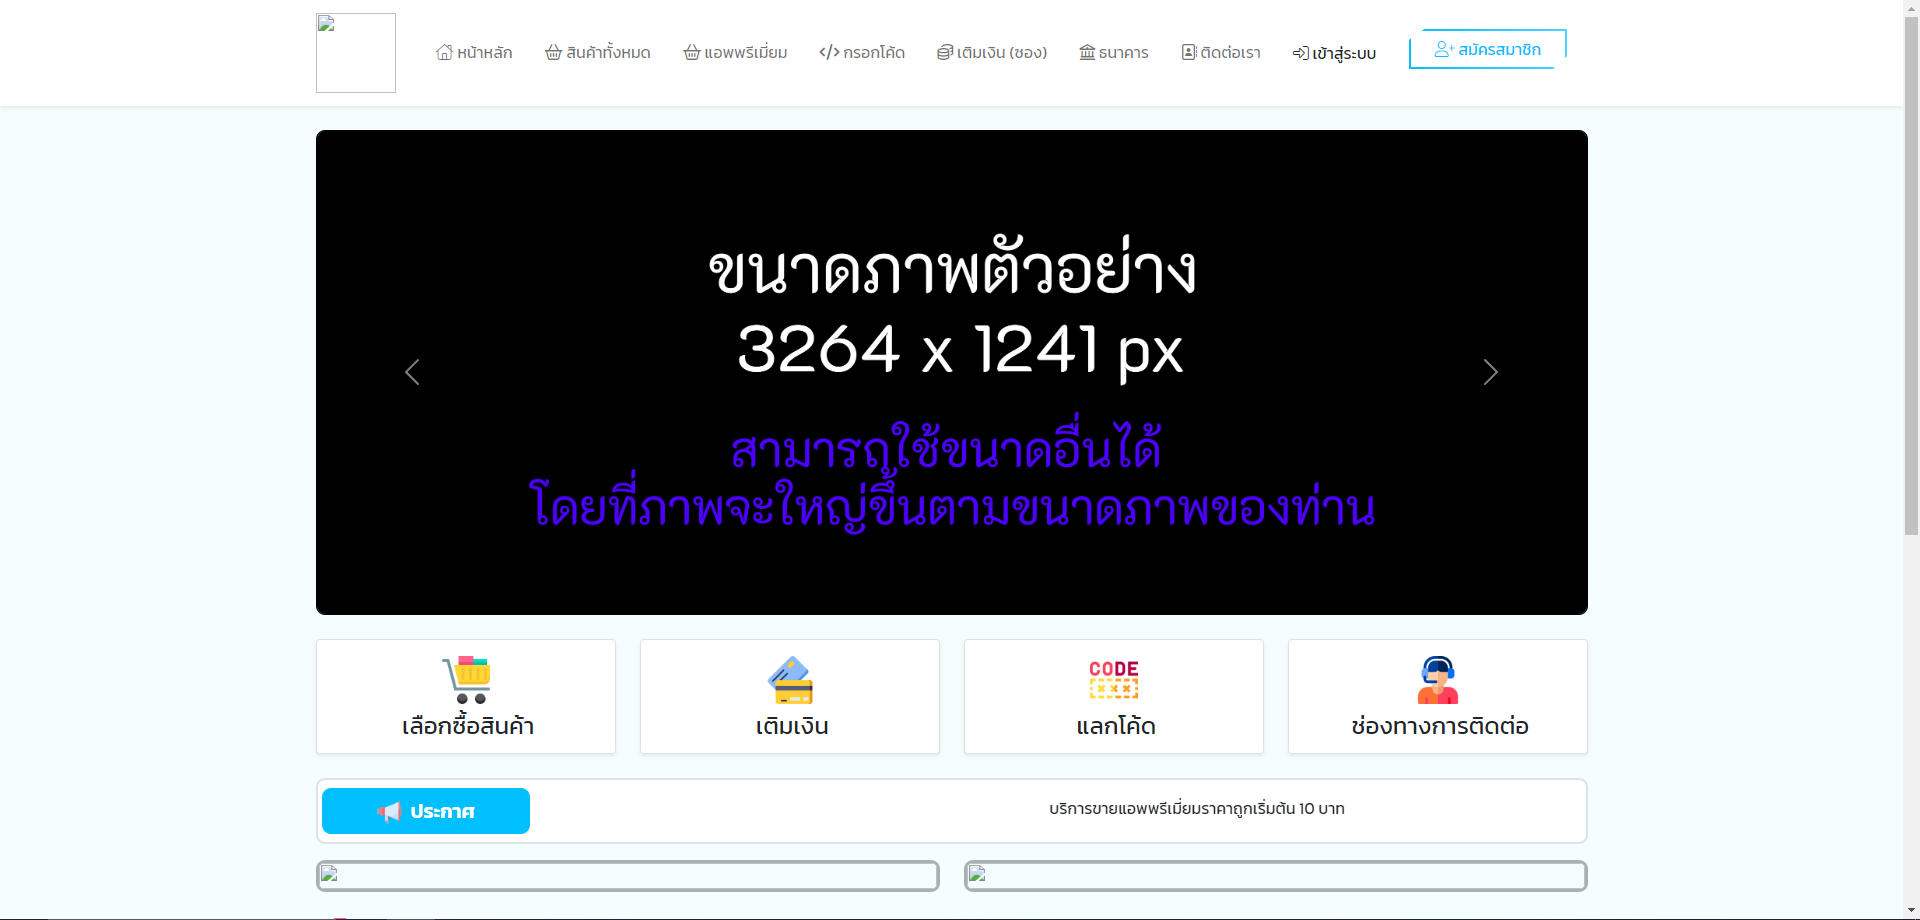 หน้าหลัก
สินค้าทั้งหมด
แอพพรีเมี่ยม
กรอกโค้ด
เติมเงิน (ซอง)
ธนาคาร
ติดต่อเรา
เข้าสู่ระบบ
สมัครสมาชิก
ขนาดภาพตัวอย่าง
3264 x 1241 px
สามารถใช้ขนาดอื่นได้
โดยที่ภาพจะใหญ่ขึ้นตามขนาดภาพของท่าน
เลือกซื้อสินค้า
เติมเงิน
CODE
แลกโค้ด
ช่องทางการติดต่อ
ประกาศ
บริการขายแอพพรีเมี่ยมราคาถูกเริ่มต้น 10 บาท